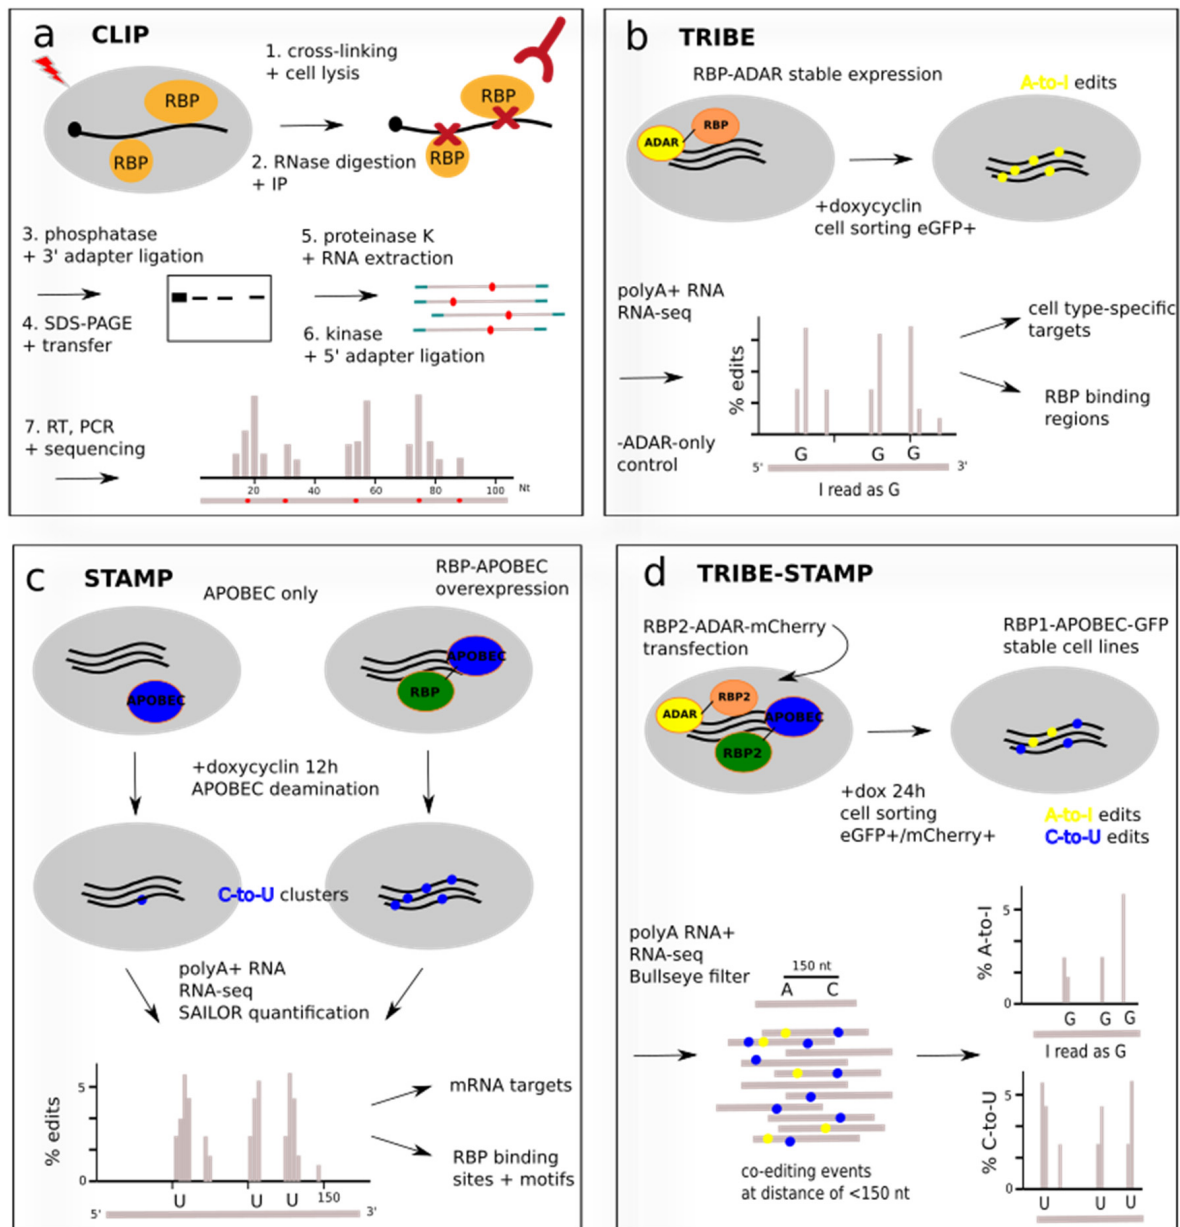 a CLIP
1. cross-linking
+ cell lysis
RBP
RBP
RBP
RBP
2. RNase digestion
+ IP
3. phosphatase
+ 3' adapter ligation
4. SDS-PAGE
+ transfer
5. proteinase K
+ RNA extraction
6. kinase
+ 5' adapter ligation
7. RT, PCR
+ sequencing
20 40 60 80 100 Nt
b TRIBE
RBP-ADAR stable expression
A-to-I edits
ADAR
RBP
+doxycyclin
cell sorting eGFP+
polyA+ RNA
RNA-seq
-ADAR-only
control
% edits
G G G
5' 3'
I read as G
cell type-specific
targets
RBP binding
regions
c STAMP
APOBEC only
RBP-APOBEC
overexpression
APOBEC
APOBEC
RBP
+doxycyclin 12h
APOBEC deamination
C-to-U clusters
polyA+ RNA
RNA-seq
SAILOR quantification
% edits
5
0
U U U 150
5' 3'
mRNA targets
RBP binding
sites + motifs
d TRIBE-STAMP
RBP2-ADAR-mCherry
transfection
RBP1-APOBEC-GFP
stable cell lines
ADAR
RBP2
APOBEC
RBP2
+dox 24h
cell sorting
eGFP+/mCherry+
A-to-I edits
C-to-U edits
polyA RNA+
RNA-seq
Bullseye filter
150 nt
A C
co-editing events
at distance of <150 nt
% A-to-I
5
0
G G G
I read as G
% C-to-U
5
0
U U U